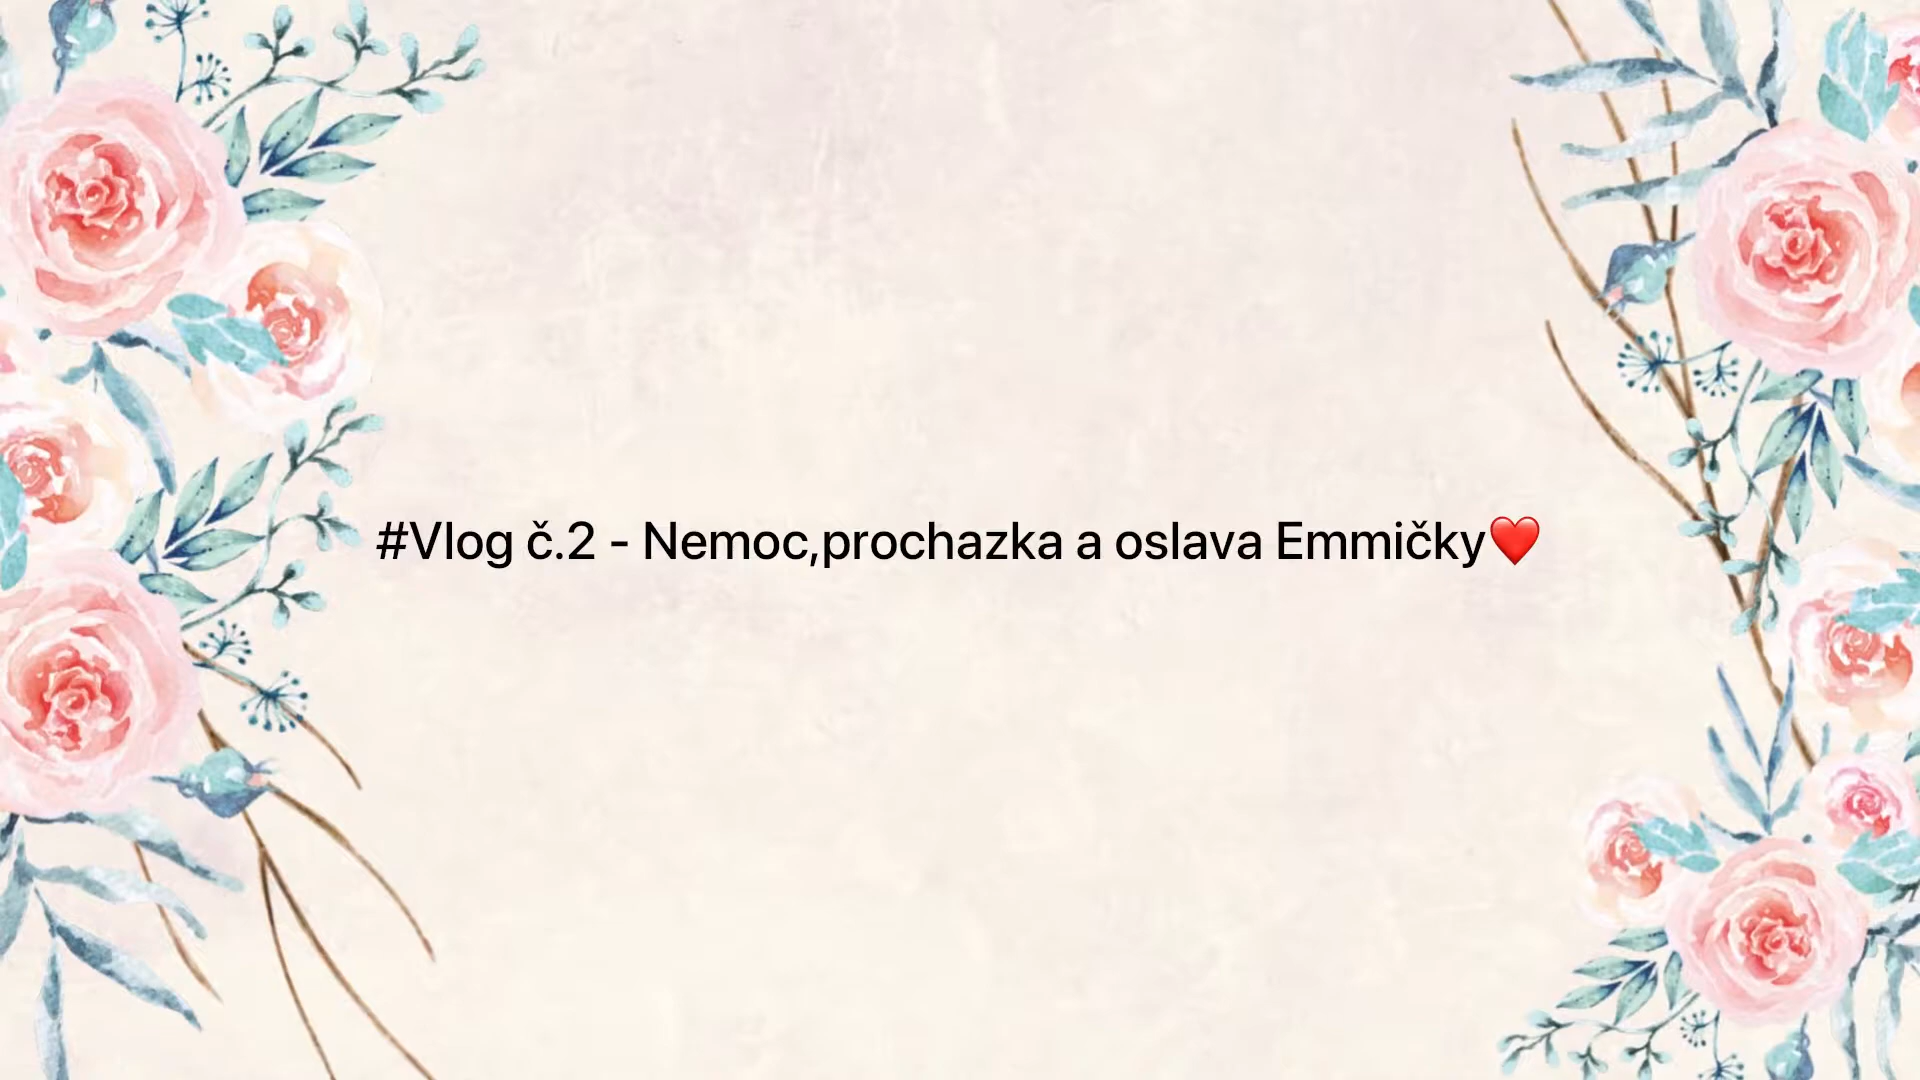 #Vlog č.2 - Nemoc,prochazka a oslava Emmičky❤️